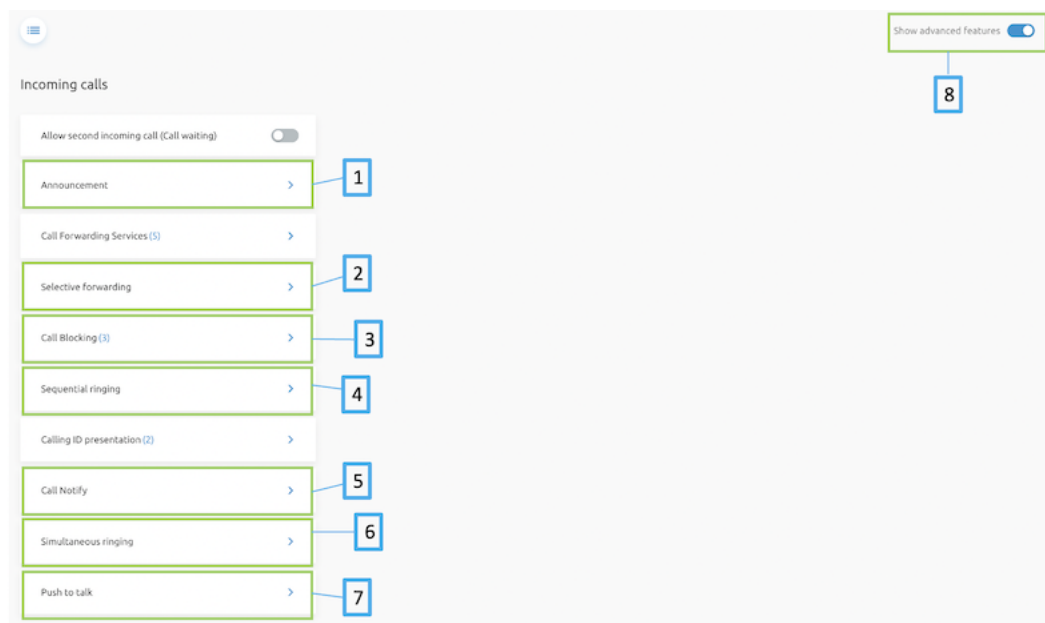 Show advanced features
8
Incoming calls
Allow second incoming call (Call waiting)
Announcement
1
Call Forwarding Services (5)
Selective forwarding
2
Call Blocking (3)
3
Sequential ringing
4
Calling ID presentation (2)
Call Notify
5
Simultaneous ringing
6
Push to talk
7